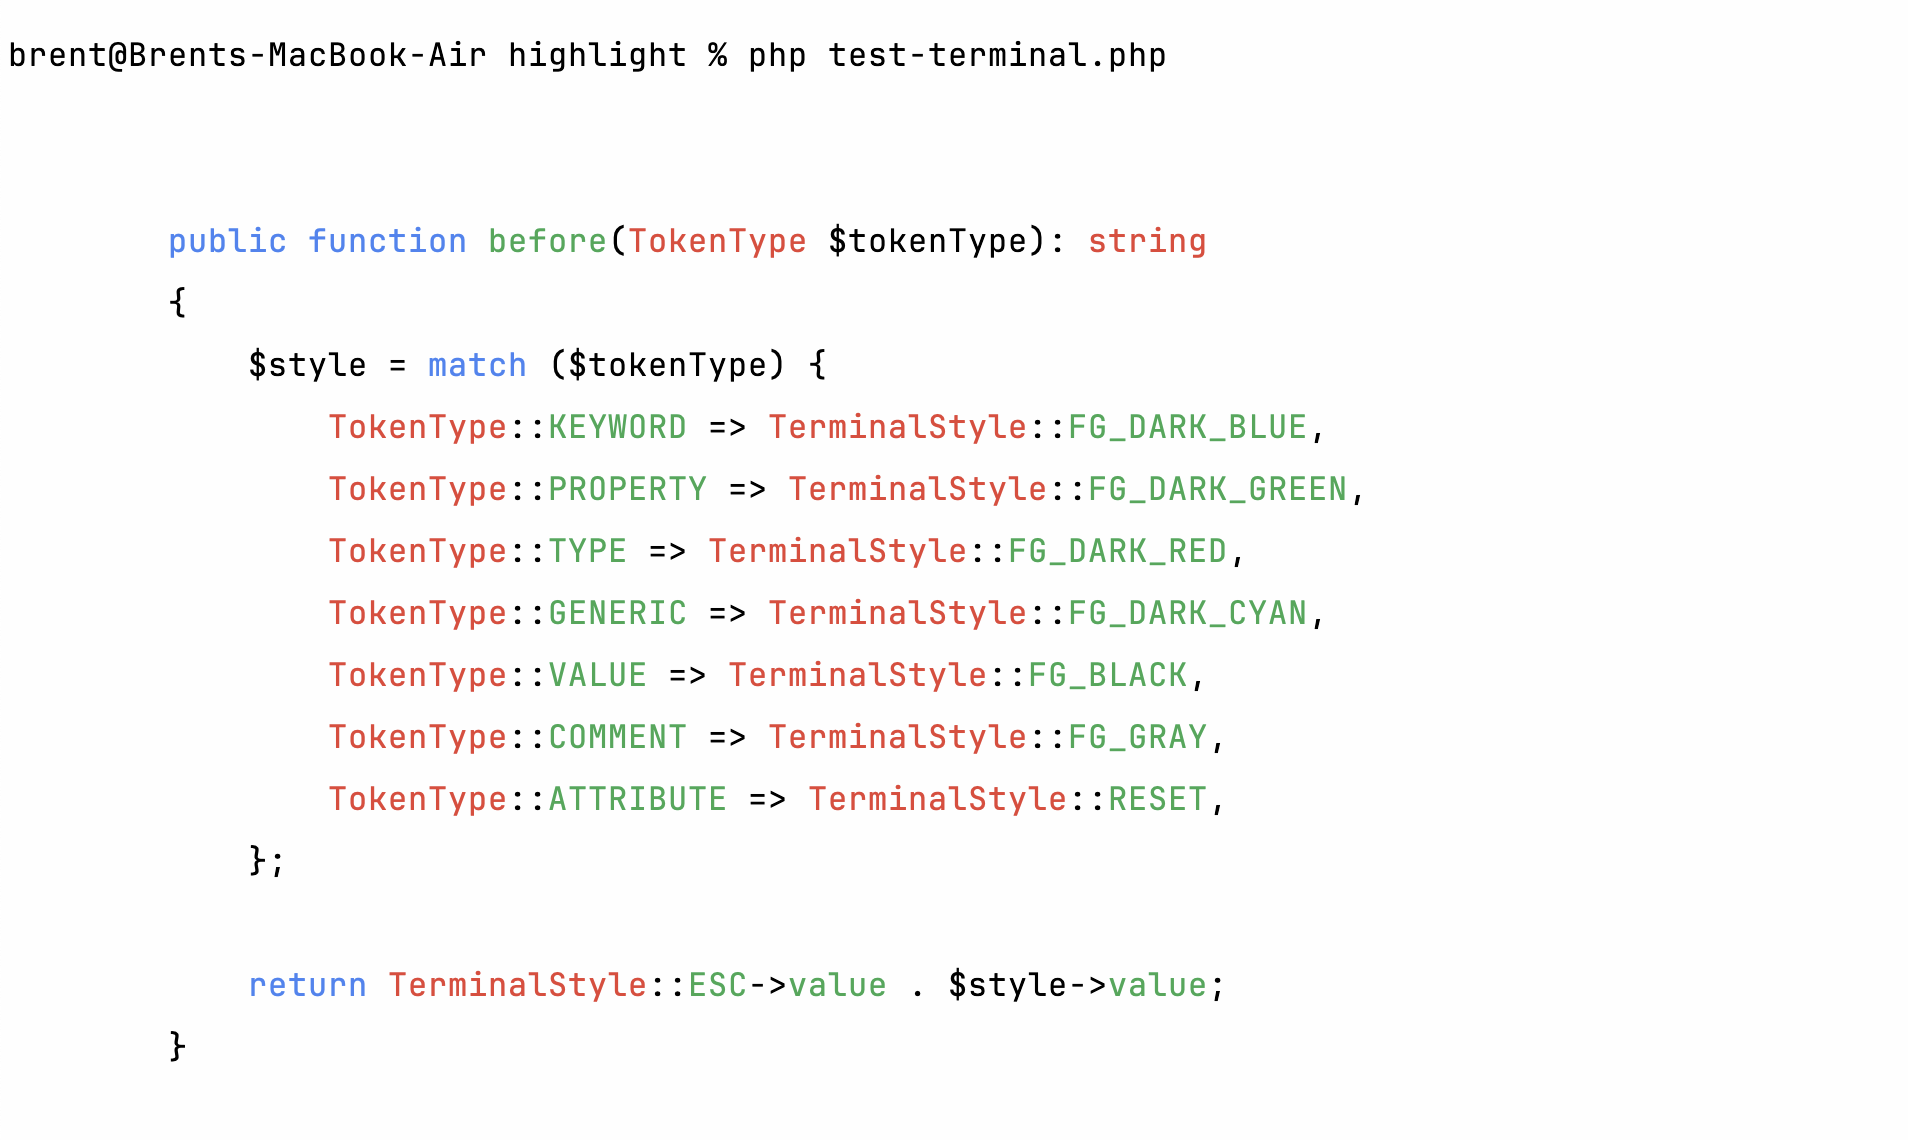 brent@Brents-MacBook-Air highlight % php test-terminal.php
public function before(TokenType $tokenType): string
{
    $style = match ($tokenType) {
        TokenType::KEYWORD => TerminalStyle::FG_DARK_BLUE,
        TokenType::PROPERTY => TerminalStyle::FG_DARK_GREEN,
        TokenType::TYPE => TerminalStyle::FG_DARK_RED,
        TokenType::GENERIC => TerminalStyle::FG_DARK_CYAN,
        TokenType::VALUE => TerminalStyle::FG_BLACK,
        TokenType::COMMENT => TerminalStyle::FG_GRAY,
        TokenType::ATTRIBUTE => TerminalStyle::RESET,
    };
    return TerminalStyle::ESC->value . $style->value;
}